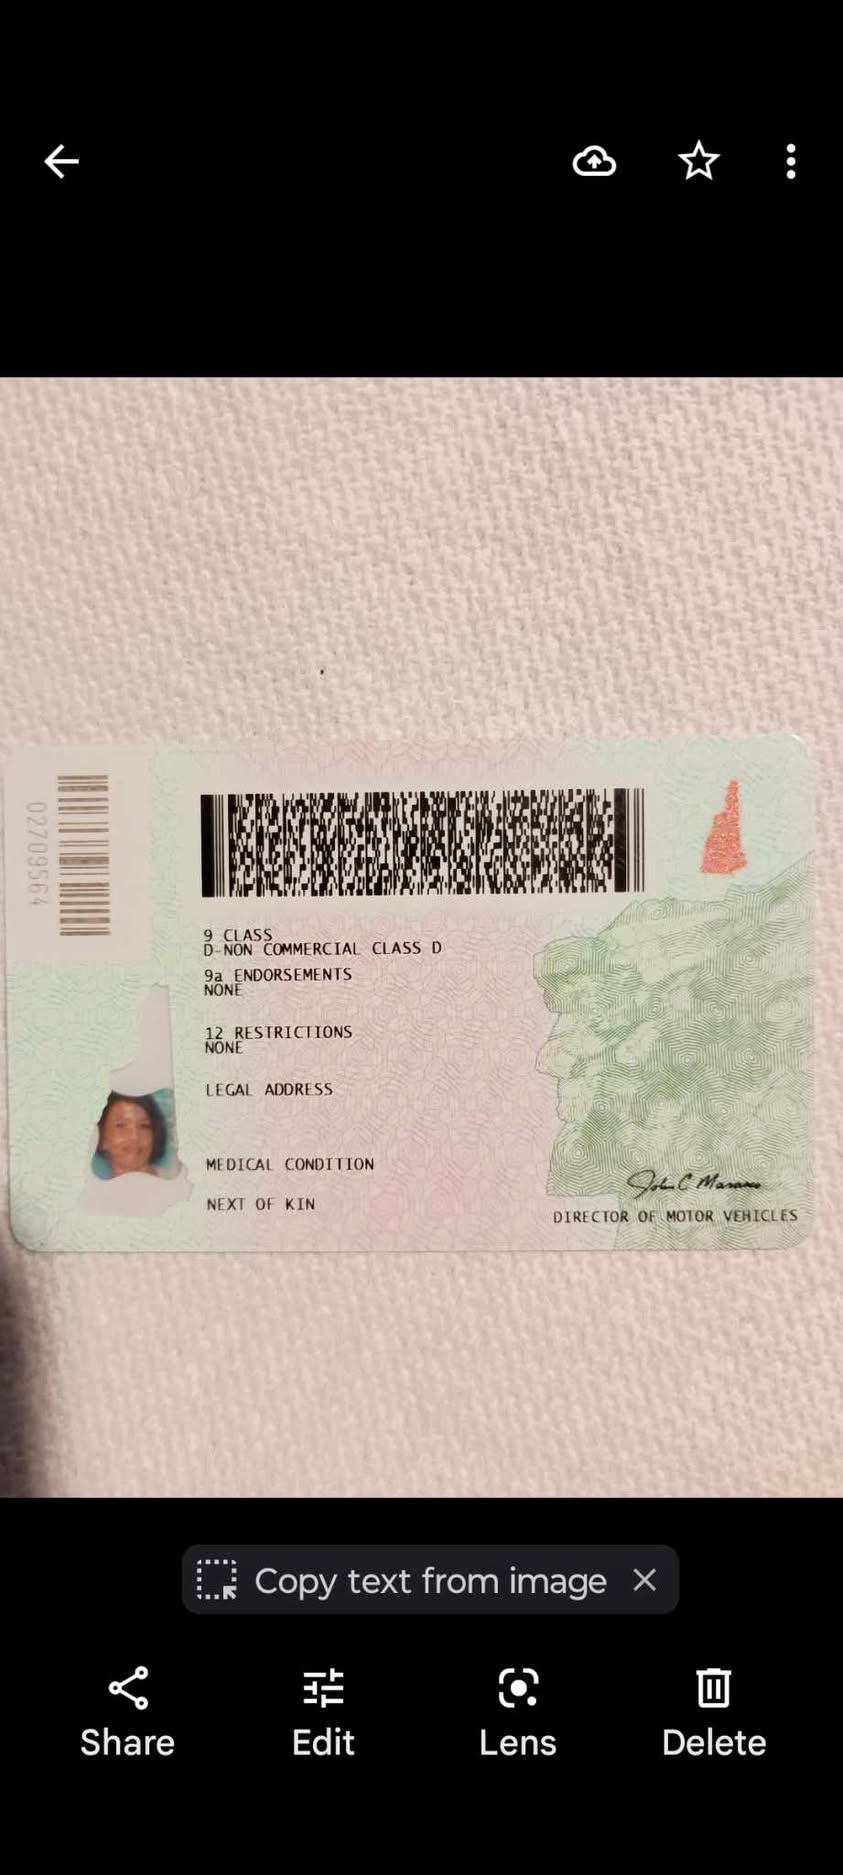 02709564
9 CLASS
D-NON COMMERCIAL CLASS D
9a ENDORSEMENTS
NONE
12 RESTRICTIONS
NONE
LEGAL ADDRESS
MEDICAL CONDITION
NEXT OF KIN
John C Marasco
DIRECTOR OF MOTOR VEHICLES
Copy text from image
Share
Edit
Lens
Delete